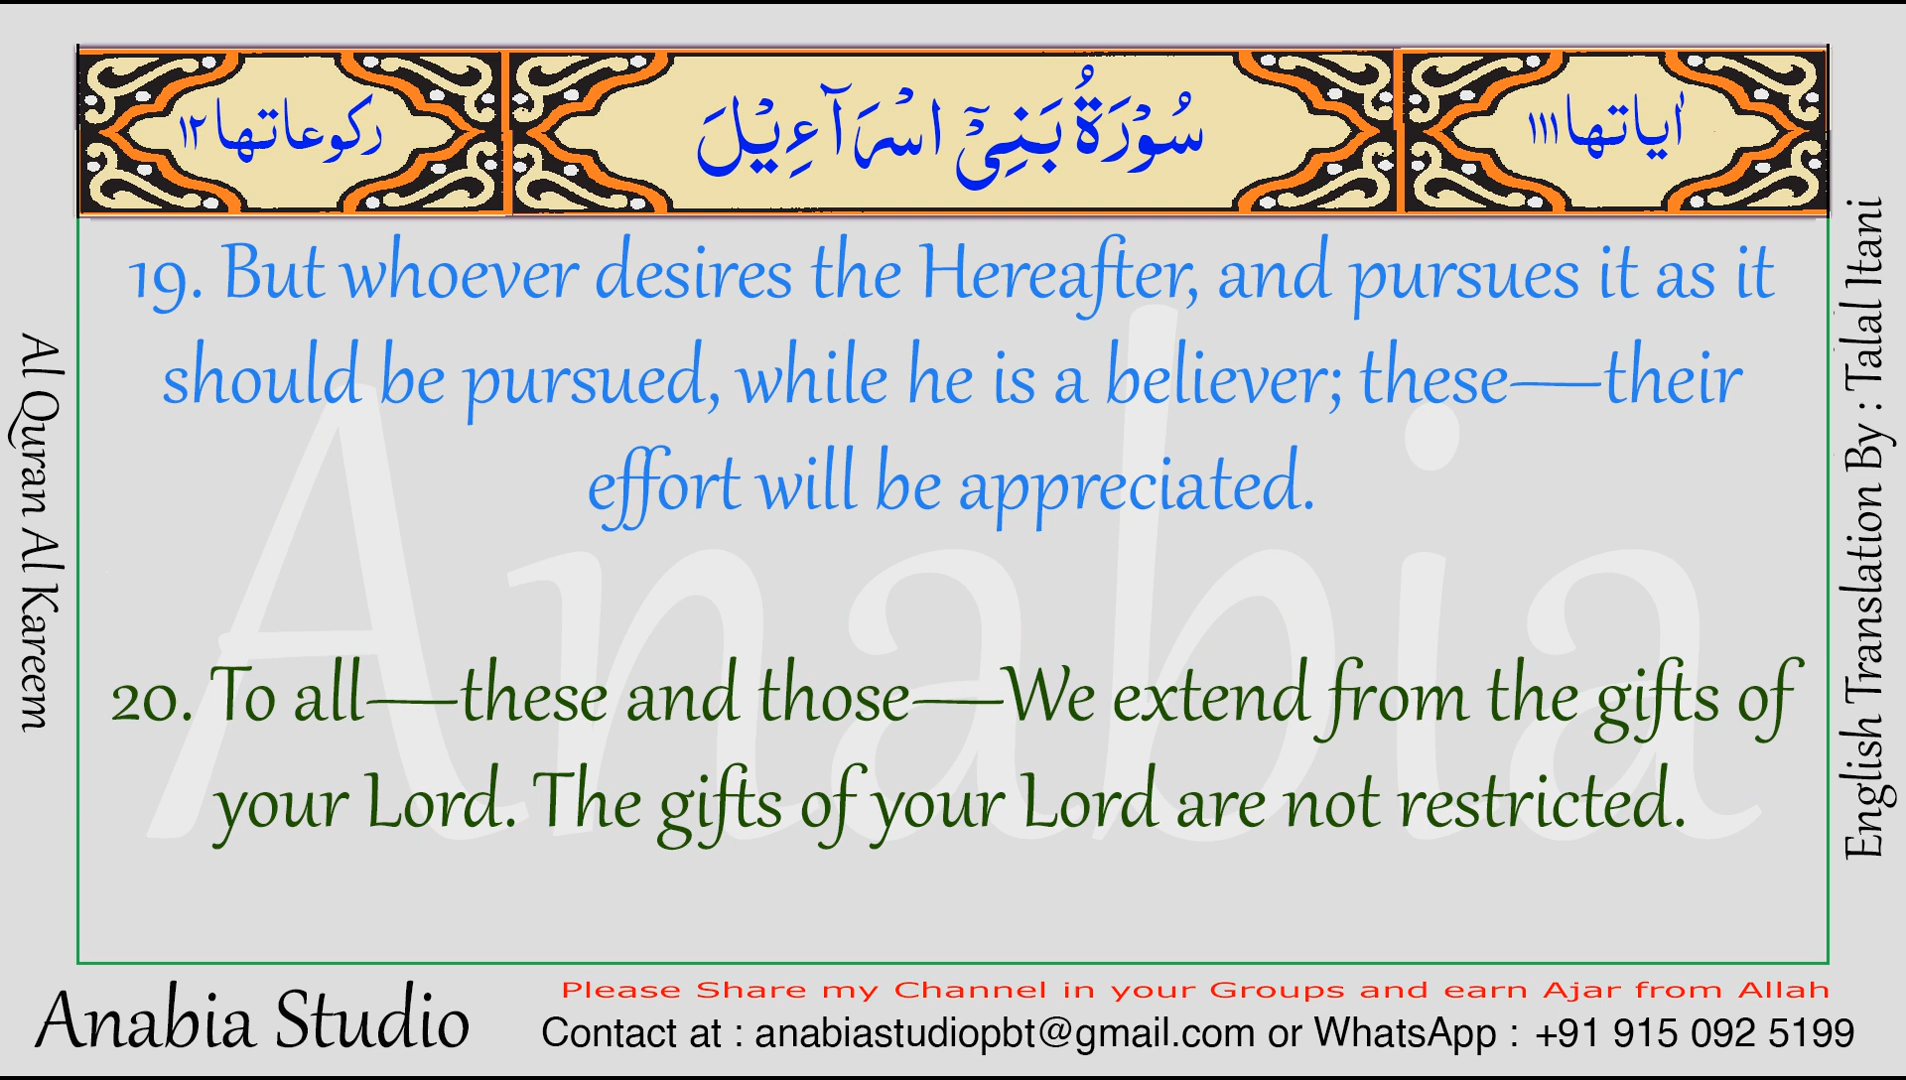 اٰیاتها ۱۱۱
سُوْرَةُ بَنِیْۤ اسْرَآءِیْلَ
ركوعاتها ۱۲
19. But whoever desires the Hereafter, and pursues it as it
should be pursued, while he is a believer; these—their
effort will be appreciated.
20. To all—these and those—We extend from the gifts of
your Lord. The gifts of your Lord are not restricted.
Al Quran Al Kareem
English Translation By : Talal Itani
Anabia
Anabia Studio
Please Share my Channel in your Groups and earn Ajar from Allah
Contact at : anabiastudiopbt@gmail.com or WhatsApp : +91 915 092 5199